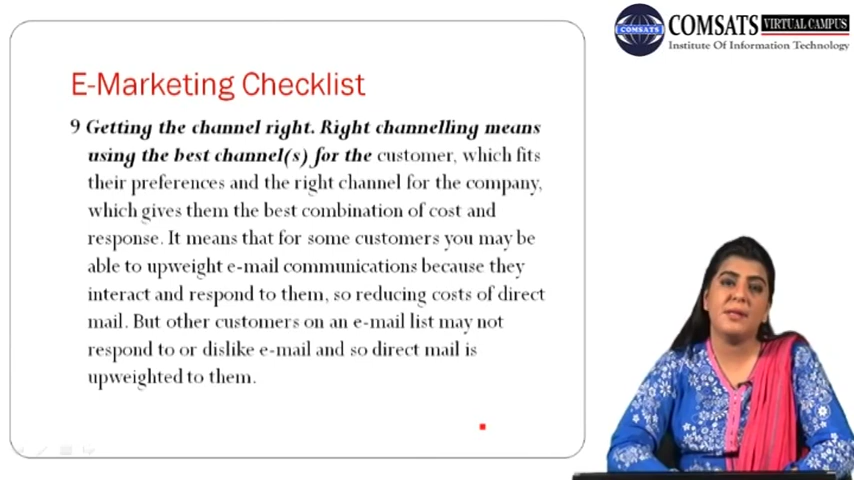 COMSATS VIRTUAL CAMPUS
COMSATS
Institute Of Information Technology
E-Marketing Checklist
9 Getting the channel right. Right channelling means
using the best channel(s) for the customer, which fits
their preferences and the right channel for the company,
which gives them the best combination of cost and
response. It means that for some customers you may be
able to upweight e-mail communications because they
interact and respond to them, so reducing costs of direct
mail. But other customers on an e-mail list may not
respond to or dislike e-mail and so direct mail is
upweighted to them.